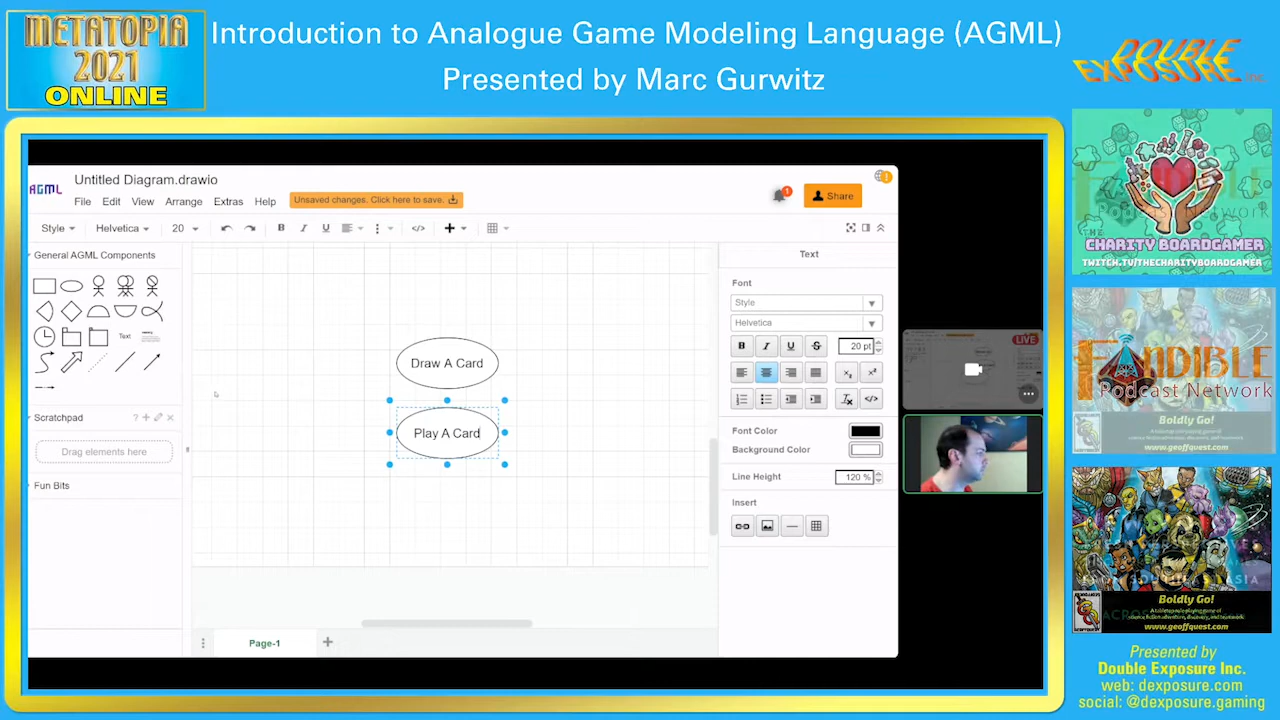 METATOPIA
2021
ONLINE
Introduction to Analogue Game Modeling Language (AGML)
Presented by Marc Gurwitz
DOUBLE
EXPOSURE
AGML
Untitled Diagram.drawio
File Edit View Arrange Extras Help
Unsaved changes. Click here to save.
1
Share
Style
Helvetica
20
B I U
General AGML Components
Text
Scratchpad
Drag elements here
Fun Bits
Draw A Card
Play A Card
Page-1
Text
Font
Style
Helvetica
B I U S
20 pt
Font Color
Background Color
Line Height
120 %
Insert
LIVE
THE
CHARITY BOARDGAMER
TWITCH.TV/THECHARITYBOARDGAMER
FANDIBLE
Podcast Network
Boldly Go!
www.geoffquest.com
Boldly Go!
www.geoffquest.com
Presented by
Double Exposure Inc.
web: dexposure.com
social: @dexposure.gaming